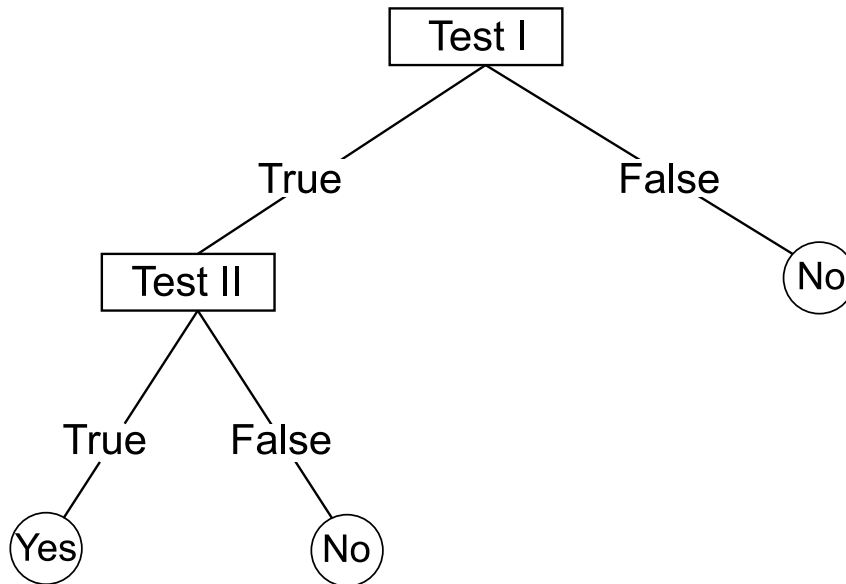 Test I
True False
Test II No
True False
Yes No